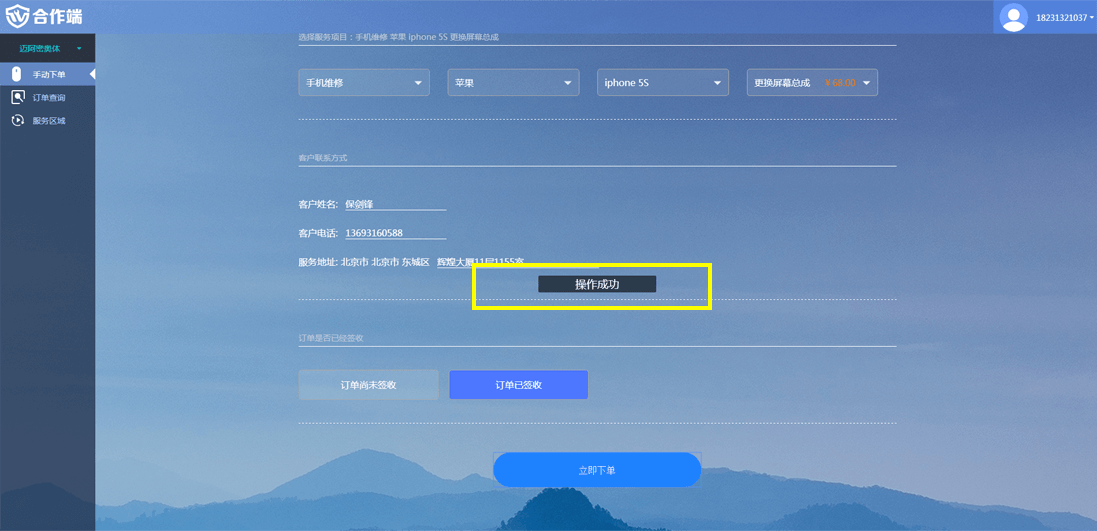 合作端
18231321037
迈阿密奥体
手动下单
订单查询
服务区域
选择服务项目：手机维修 苹果 iphone 5S 更换屏幕总成
手机维修 苹果 iphone 5S 更换屏幕总成 ￥68.00
客户联系方式
客户姓名: 保剑锋
客户电话: 13693160588
服务地址: 北京市 北京市 东城区 辉煌大厦11层1155室
操作成功
订单是否已经签收
订单尚未签收 订单已签收
立即下单